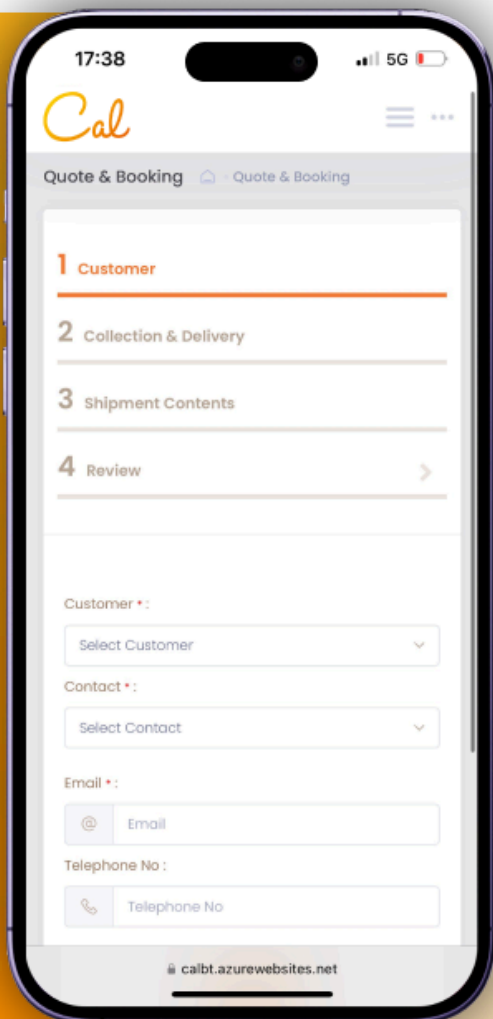 17:38 5G
Cal
Quote & Booking Quote & Booking
1 Customer
2 Collection & Delivery
3 Shipment Contents
4 Review
Customer * :
Select Customer
Contact * :
Select Contact
Email * :
@ Email
Telephone No :
Telephone No
calbt.azurewebsites.net